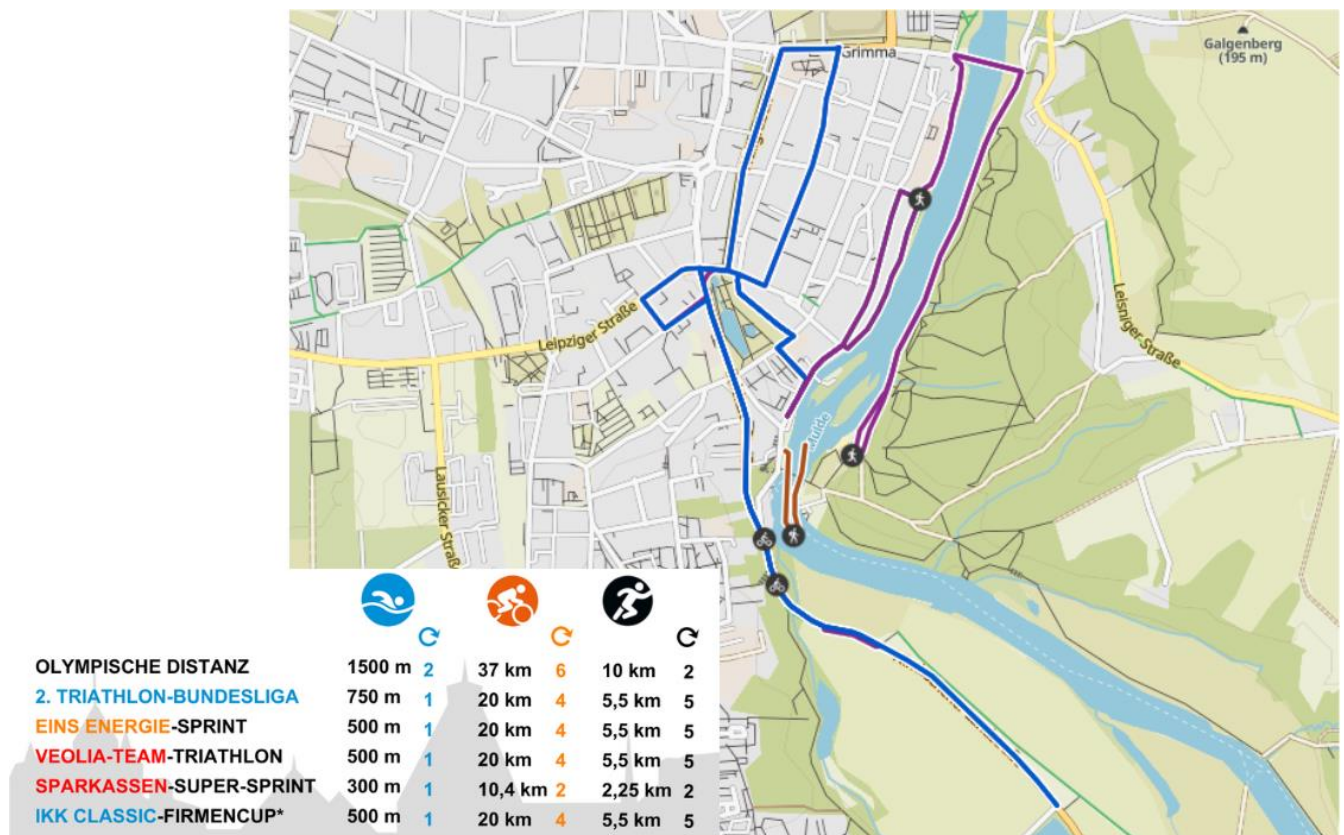 Grimma
Galgenberg
(195 m)
Leipziger Straße
Leisniger-Straße
Mulde
Lausicker Straße
OLYMPISCHE DISTANZ 1500 m 2 37 km 6 10 km 2
2. TRIATHLON-BUNDESLIGA 750 m 1 20 km 4 5,5 km 5
EINS ENERGIE-SPRINT 500 m 1 20 km 4 5,5 km 5
VEOLIA-TEAM-TRIATHLON 500 m 1 20 km 4 5,5 km 5
SPARKASSEN-SUPER-SPRINT 300 m 1 10,4 km 2 2,25 km 2
IKK CLASSIC-FIRMENCUP* 500 m 1 20 km 4 5,5 km 5